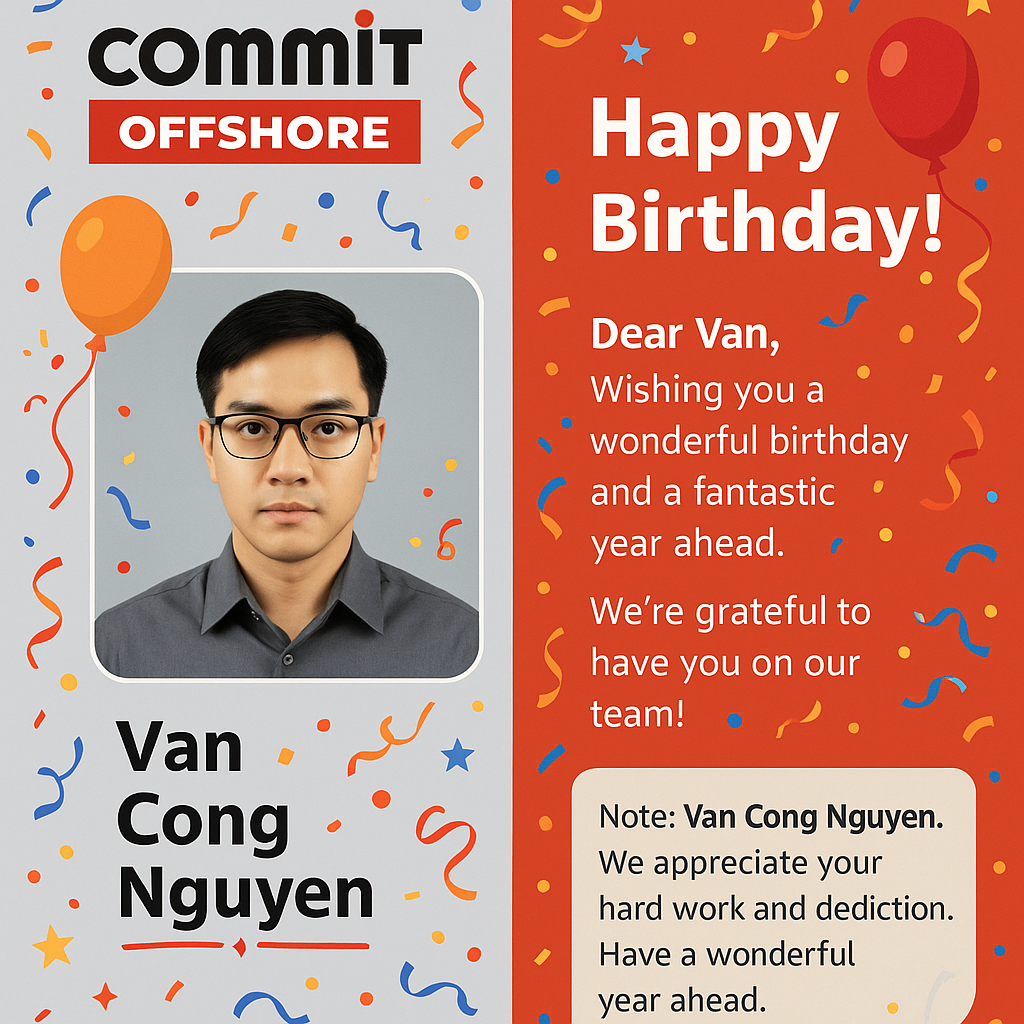 COMMIT
OFFSHORE
Van
Cong
Nguyen
Happy
Birthday!
Dear Van,
Wishing you a
wonderful birthday
and a fantastic
year ahead.
We're grateful to
have you on our
team!
Note: Van Cong Nguyen.
We appreciate your
hard work and dediction.
Have a wonderful
year ahead.